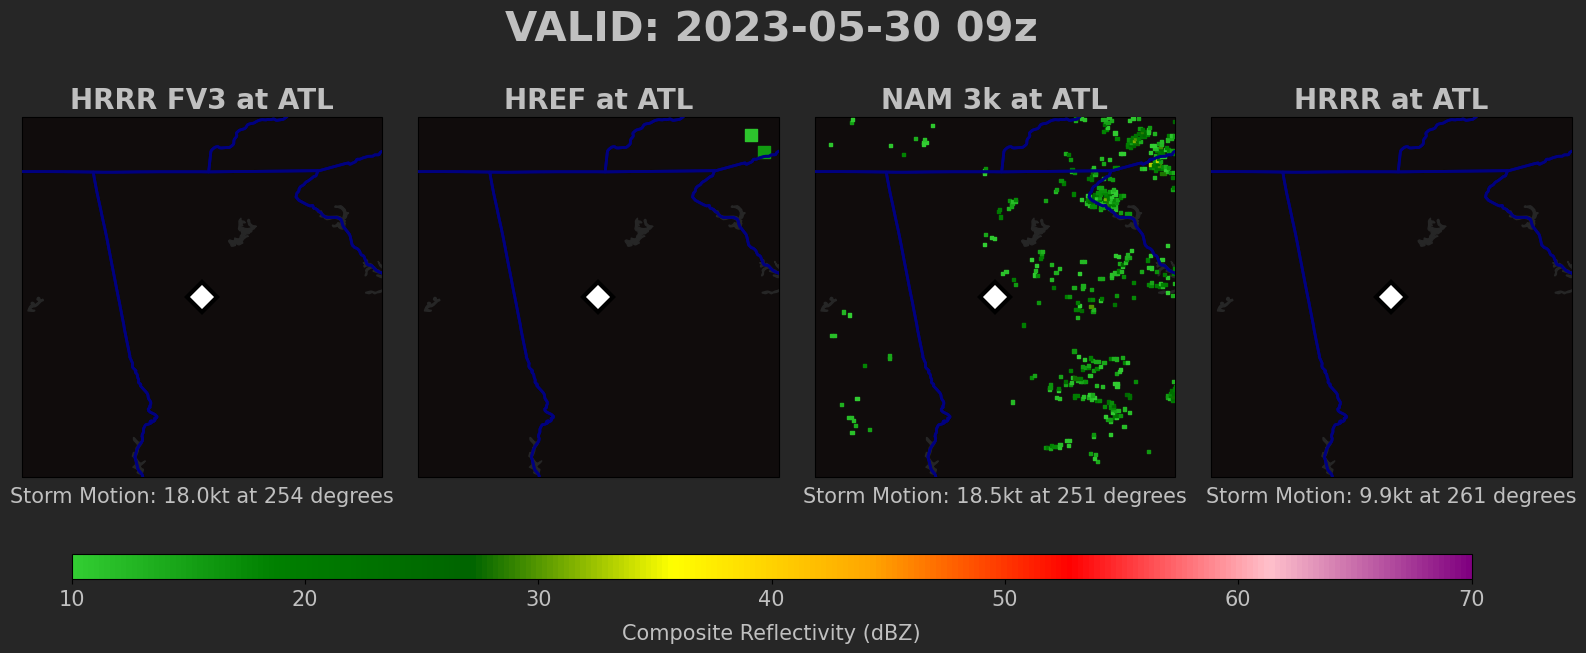 VALID: 2023-05-30 09z
HRRR FV3 at ATL
HREF at ATL
NAM 3k at ATL
HRRR at ATL
Storm Motion: 18.0kt at 254 degrees
Storm Motion: 18.5kt at 251 degrees
Storm Motion: 9.9kt at 261 degrees
10 20 30 40 50 60 70
Composite Reflectivity (dBZ)